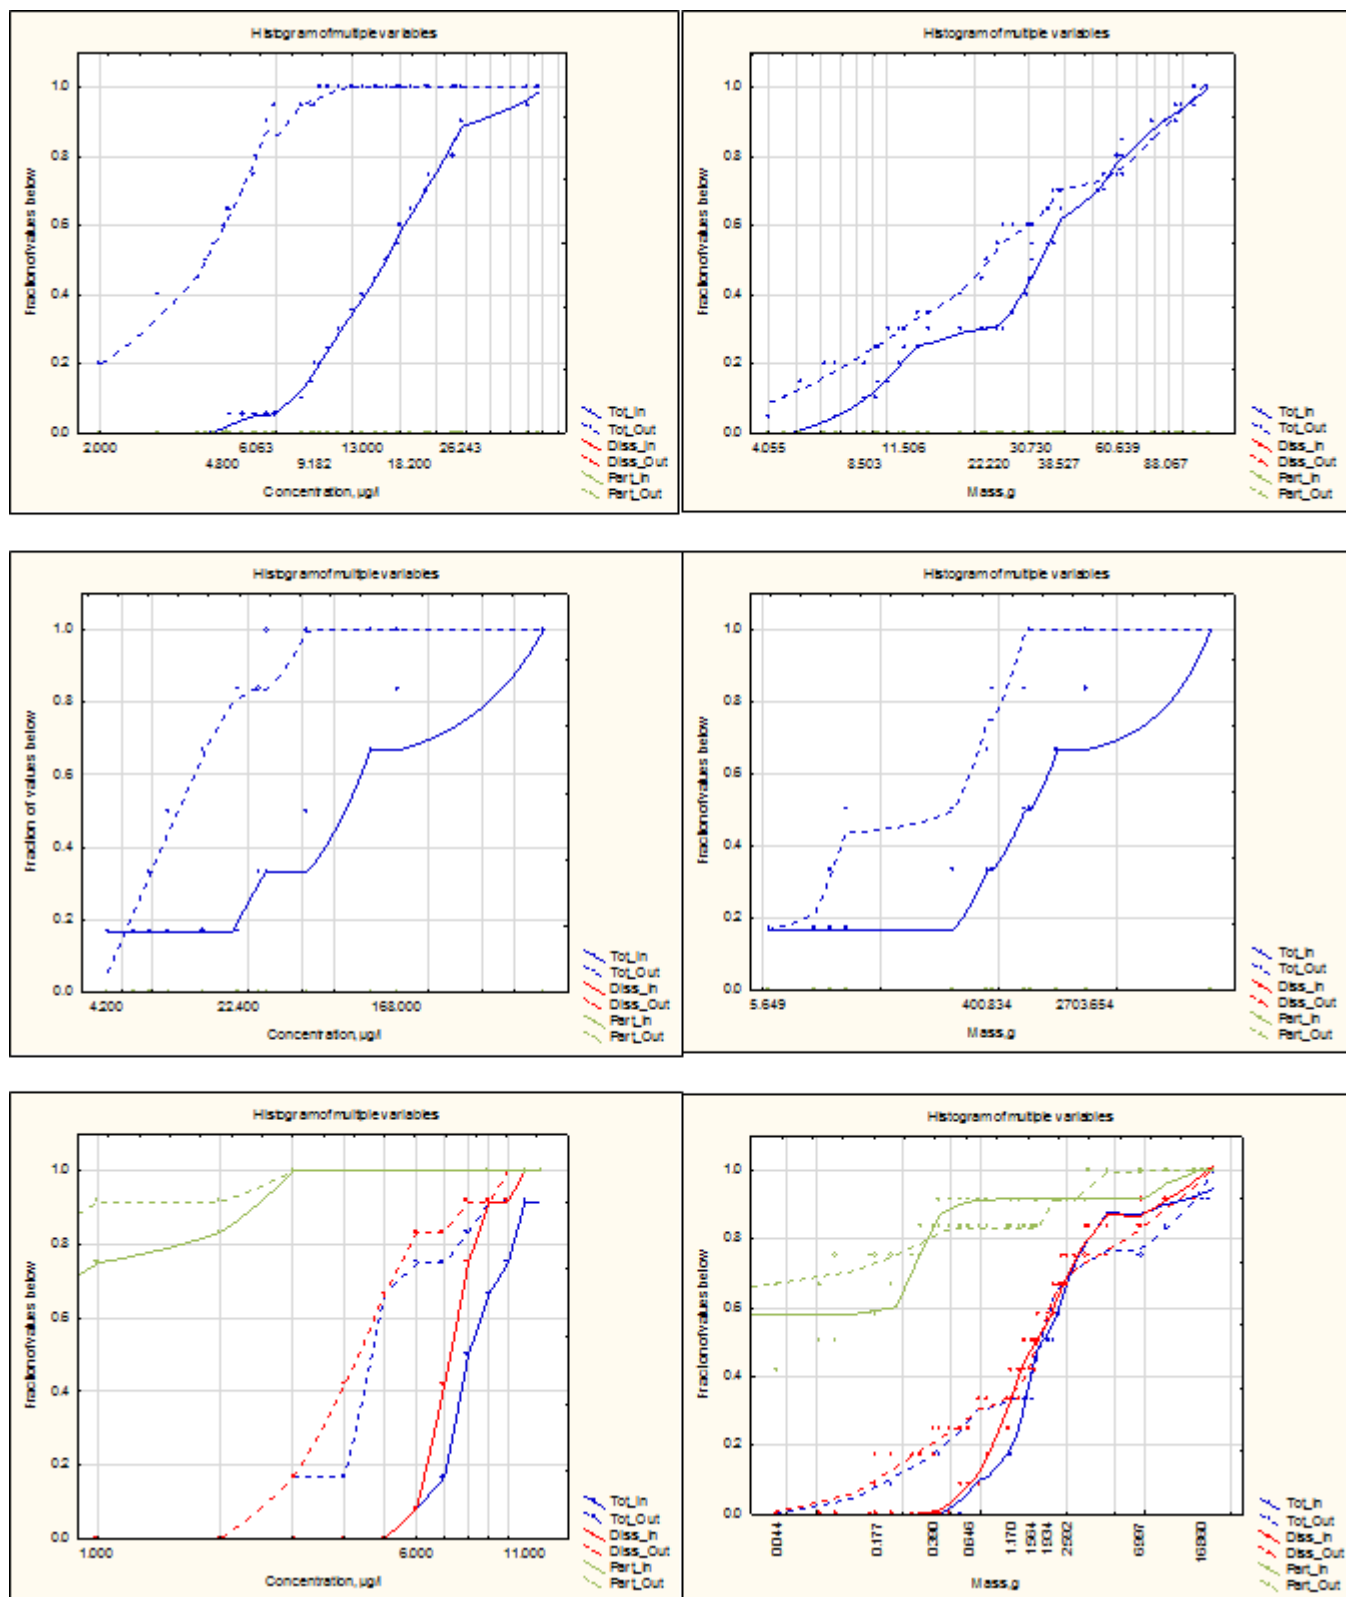 Histogram of multiple variables
Fraction of values below
1.0
0.8
0.6
0.4
0.2
0.0
2.000 6.063 13.000 26.243
4.800 9.182 18.200
Concentration, µg/l
Tot_In
Tot_Out
Diss_In
Diss_Out
Part_In
Part_Out
Histogram of multiple variables
Fraction of values below
1.0
0.8
0.6
0.4
0.2
0.0
4.055 11.506 30.730 60.639
8.503 22.220 38.527 88.067
Mass,g
Tot_In
Tot_Out
Diss_In
Diss_Out
Part_In
Part_Out
Histogram of multiple variables
Fraction of values below
1.0
0.8
0.6
0.4
0.2
0.0
4.200 22.400 168.000
Concentration, µg/l
Tot_In
Tot_Out
Diss_In
Diss_Out
Part_In
Part_Out
Histogram of multiple variables
Fraction of values below
1.0
0.8
0.6
0.4
0.2
0.0
5.649 400.834 2703.654
Mass,g
Tot_In
Tot_Out
Diss_In
Diss_Out
Part_In
Part_Out
Histogram of multiple variables
Fraction of values below
1.0
0.8
0.6
0.4
0.2
0.0
1.000 6.000 11.000
Concentration, µg/l
Tot_In
Tot_Out
Diss_In
Diss_Out
Part_In
Part_Out
Histogram of multiple variables
Fraction of values below
1.0
0.8
0.6
0.4
0.2
0.0
0.044 0.177 0.390 0.646 1.170 1.564 1.934 2.592 6.997
Mass,g
Tot_In
Tot_Out
Diss_In
Diss_Out
Part_In
Part_Out